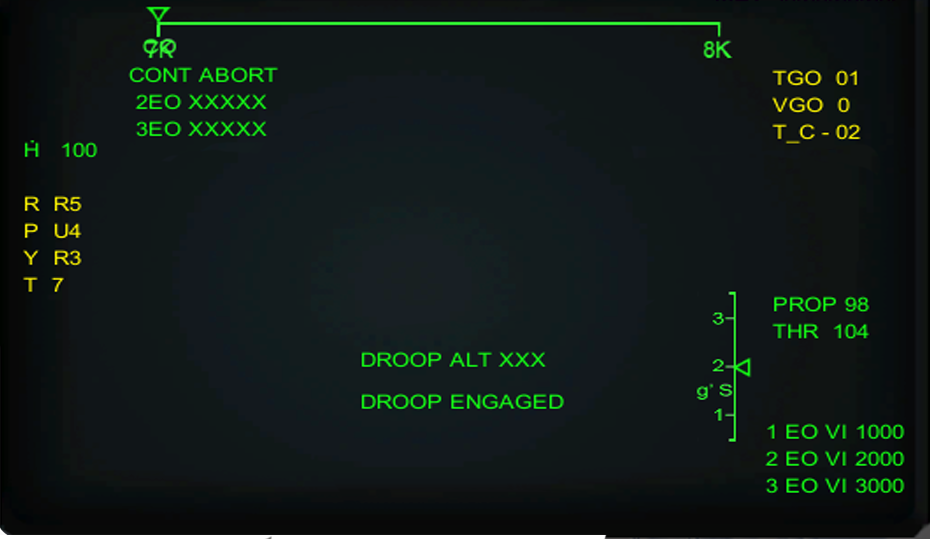 8K
CONT ABORT
2EO XXXXX
3EO XXXXX
TGO 01
VGO 0
T_C - 02
Ḣ 100
R R5
P U4
Y R3
T 7
3
2
g' S
1
PROP 98
THR 104
DROOP ALT XXX
DROOP ENGAGED
1 EO VI 1000
2 EO VI 2000
3 EO VI 3000